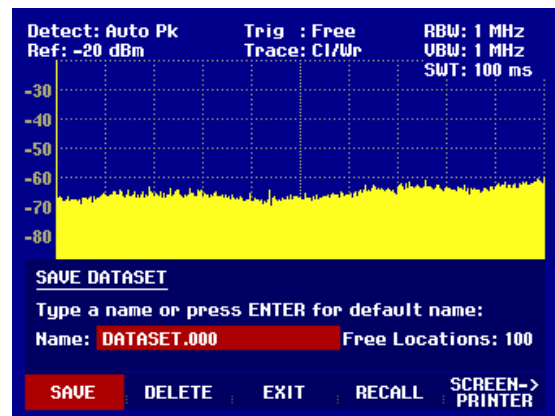 Detect: Auto Pk Trig : Free RBW: 1 MHz
Ref: -20 dBm Trace: Cl/Wr VBW: 1 MHz
SWT: 100 ms
-30
-40
-50
-60
-70
-80
SAVE DATASET
Type a name or press ENTER for default name:
Name: DATASET.000 Free Locations: 100
SAVE DELETE EXIT RECALL SCREEN->
PRINTER